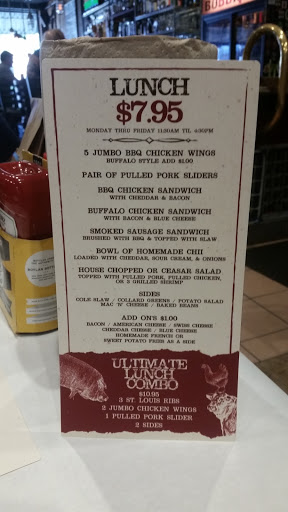 LUNCH
$7.95
MONDAY THRU FRIDAY 11:30AM TIL 4:30PM
5 JUMBO BBQ CHICKEN WINGS
BUFFALO STYLE ADD $1.00
PAIR OF PULLED PORK SLIDERS
BBQ CHICKEN SANDWICH
WITH CHEDDAR & BACON
BUFFALO CHICKEN SANDWICH
WITH BACON & BLUE CHEESE
SMOKED SAUSAGE SANDWICH
BRUSHED WITH BBQ & TOPPED WITH SLAW
BOWL OF HOMEMADE CHI
LOADED WITH CHEDDAR, SOUR CREAM, & ONIONS
HOUSE CHOPPED OR CEASAR SALAD
TOPPED WITH PULLED PORK, PULLED CHICKEN,
OR 3 GRILLED SHRIMP
SIDES
COLE SLAW / COLLARD GREENS / POTATO SALAD
MAC 'N' CHEESE / BAKED BEANS
ADD ON'S $1.00
BACON / AMERICAN CHEESE / SWISS CHEESE
CHEDDAR CHEESE / BLUE CHEESE
HOMEMADE FRENCH OR
SWEET POTATO FRIES AS A SIDE
ULTIMATE
LUNCH
COMBO
$10.95
3 ST. LOUIS RIBS
2 JUMBO CHICKEN WINGS
1 PULLED PORK SLIDER
2 SIDES